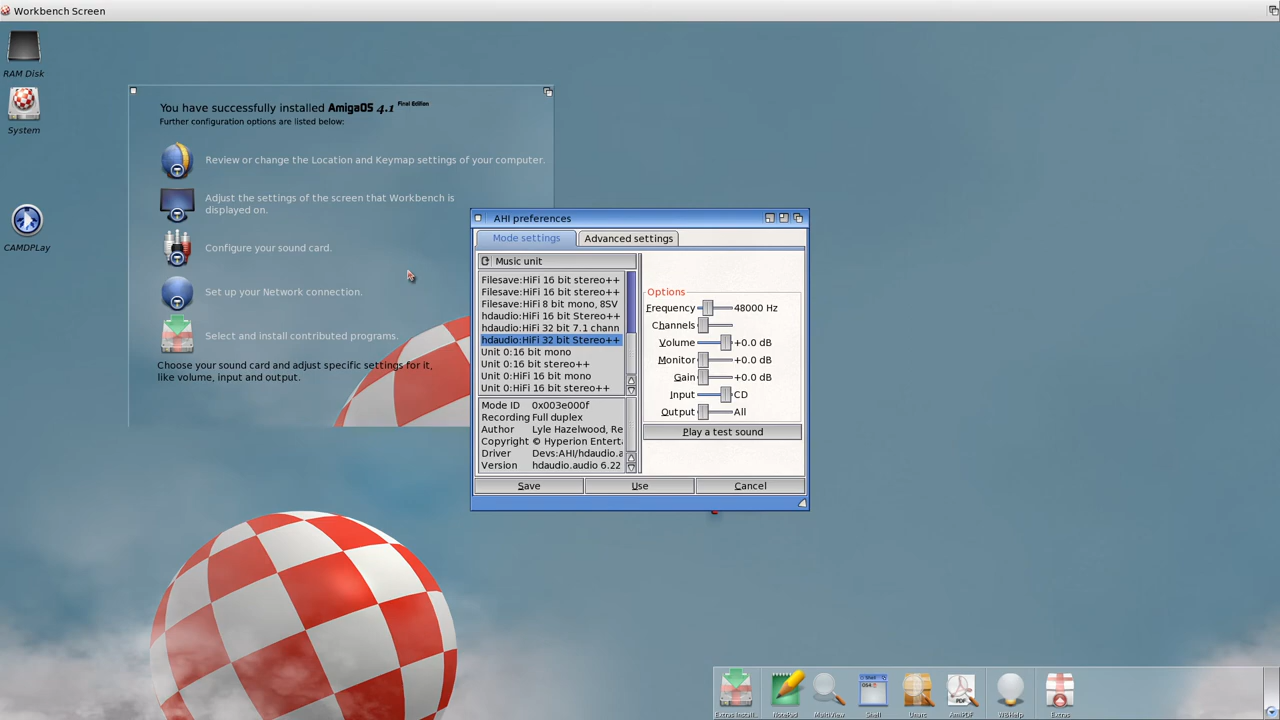 Workbench Screen
RAM Disk
System
CAMDPLay
You have successfully installed AmigaOS 4.1 Final Edition
Further configuration options are listed below:
Review or change the Location and Keymap settings of your computer.
Adjust the settings of the screen that Workbench is
displayed on.
Configure your sound card.
Set up your Network connection.
Select and install contributed programs.
Choose your sound card and adjust specific settings for it,
like volume, input and output.
AHI preferences
Mode settings
Advanced settings
Music unit
Filesave:HiFi 16 bit stereo++
Filesave:HiFi 16 bit stereo++
Filesave:HiFi 8 bit mono, 8SV
hdaudio:HiFi 16 bit Stereo++
hdaudio:HiFi 32 bit 7.1 chann
hdaudio:HiFi 32 bit Stereo++
Unit 0:16 bit mono
Unit 0:16 bit stereo++
Unit 0:HiFi 16 bit mono
Unit 0:HiFi 16 bit stereo++
Mode ID 0x003e000f
Recording Full duplex
Author Lyle Hazelwood, Re
Copyright © Hyperion Entert
Driver Devs:AHI/hdaudio.a
Version hdaudio.audio 6.22
Options
Frequency 48000 Hz
Channels
Volume +0.0 dB
Monitor +0.0 dB
Gain +0.0 dB
Input CD
Output All
Play a test sound
Save
Use
Cancel
Extras Install...
NotePad
MultiView
Shell
Unarc
AmiPDF
WBHelp
Extras